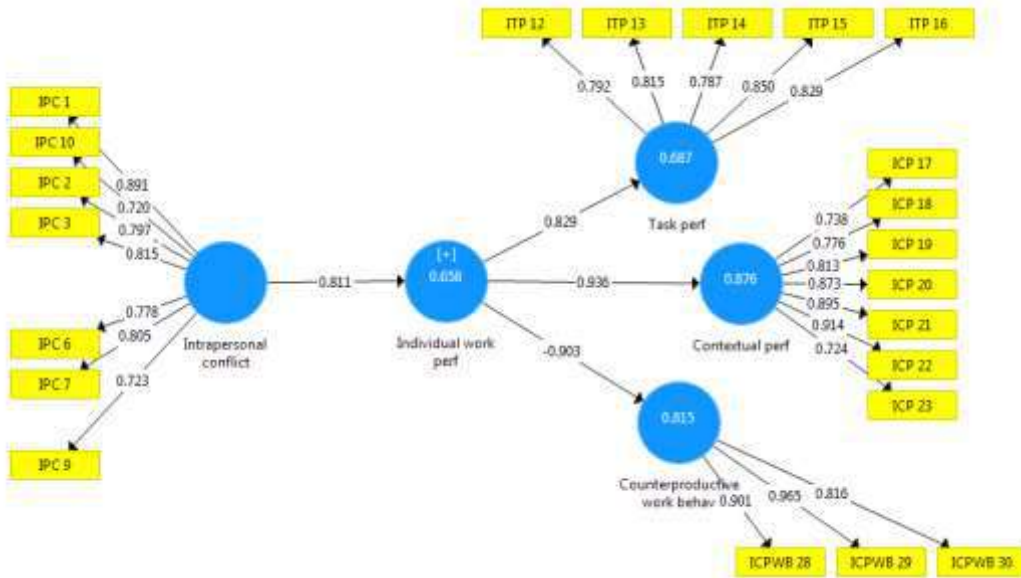 ITP 12
ITP 13
ITP 14
ITP 15
ITP 16
0.792
0.815
0.787
0.850
0.829
IPC 1
IPC 10
IPC 2
IPC 3
IPC 6
IPC 7
IPC 9
0.891
0.720
0.797
0.815
0.778
0.805
0.723
Intrapersonal
conflict
0.811
[+]
0.658
Individual work
perf
0.829
0.936
-0.903
0.687
Task perf
0.876
Contextual perf
0.815
Counterproductive
work behav
0.738
0.776
0.813
0.873
0.895
0.914
0.724
ICP 17
ICP 18
ICP 19
ICP 20
ICP 21
ICP 22
ICP 23
0.901
0.965
0.816
ICPWB 28
ICPWB 29
ICPWB 30